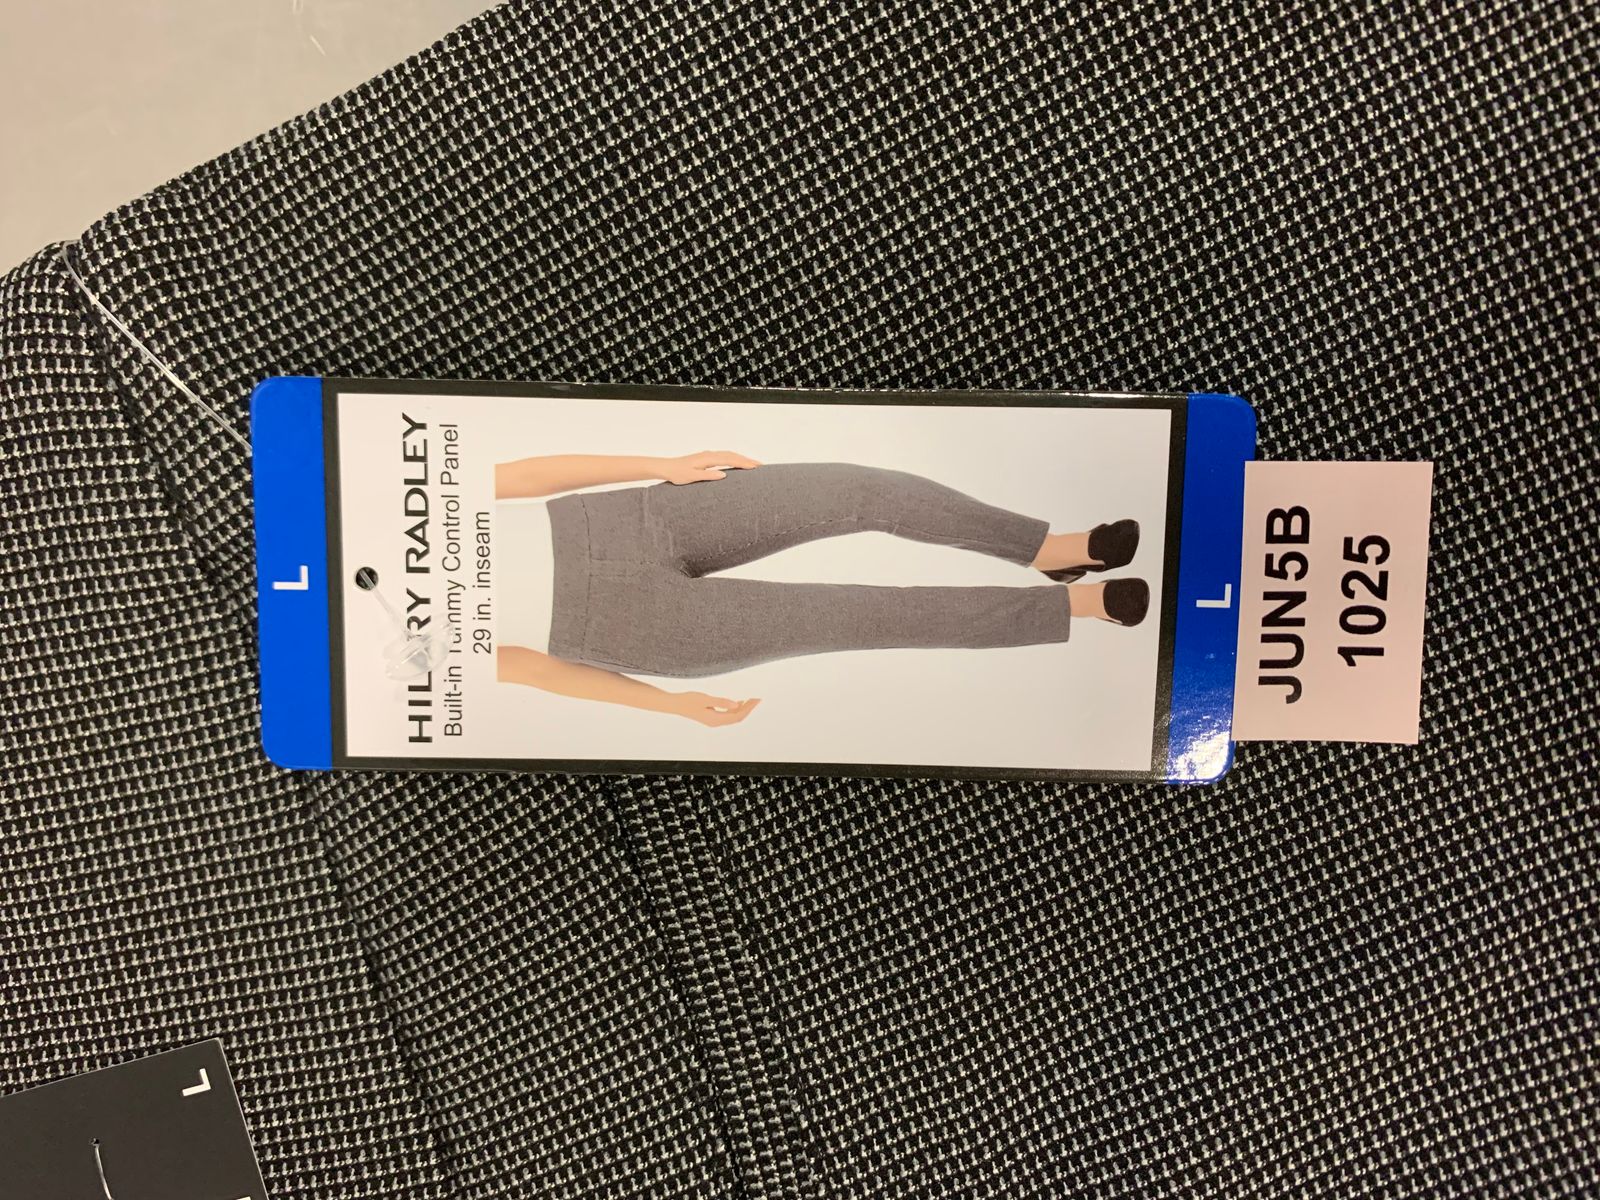 L
HILARY RADLEY
Built-in Tummy Control Panel
29 in. inseam
L
JUN5B
1025
L